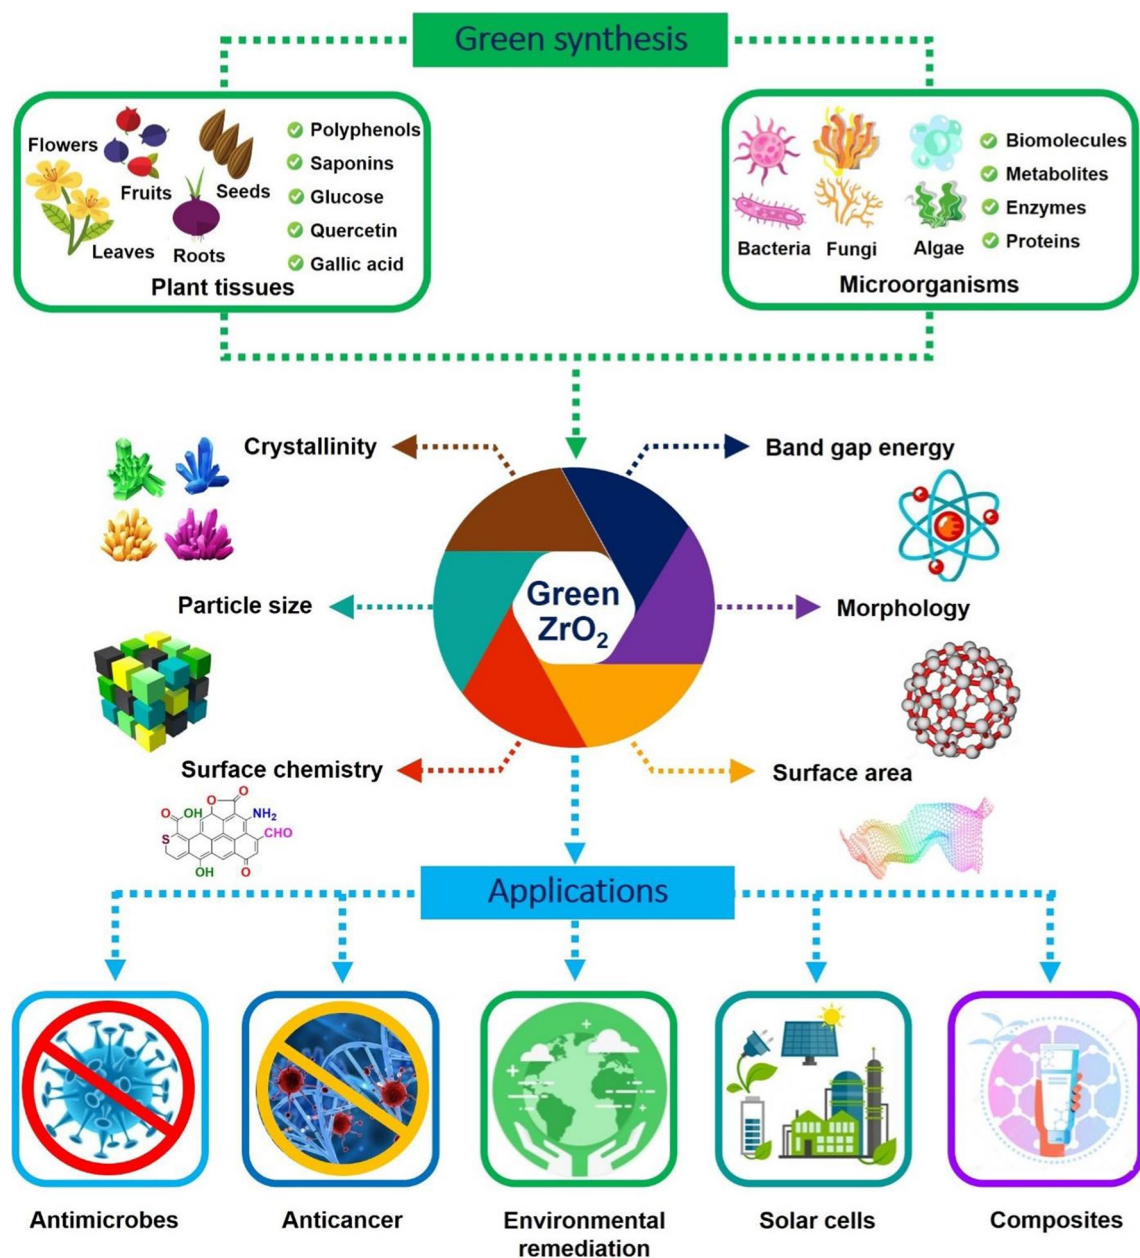 Green synthesis
Flowers
Fruits
Seeds
Leaves
Roots
Polyphenols
Saponins
Glucose
Quercetin
Gallic acid
Plant tissues
Bacteria
Fungi
Algae
Biomolecules
Metabolites
Enzymes
Proteins
Microorganisms
Crystallinity
Band gap energy
Particle size
Green
ZrO₂
Morphology
Surface chemistry
Surface area
O
OH
O
O
NH₂
S
CHO
OH
O
Applications
Antimicrobes
Anticancer
Environmental
remediation
Solar cells
Composites